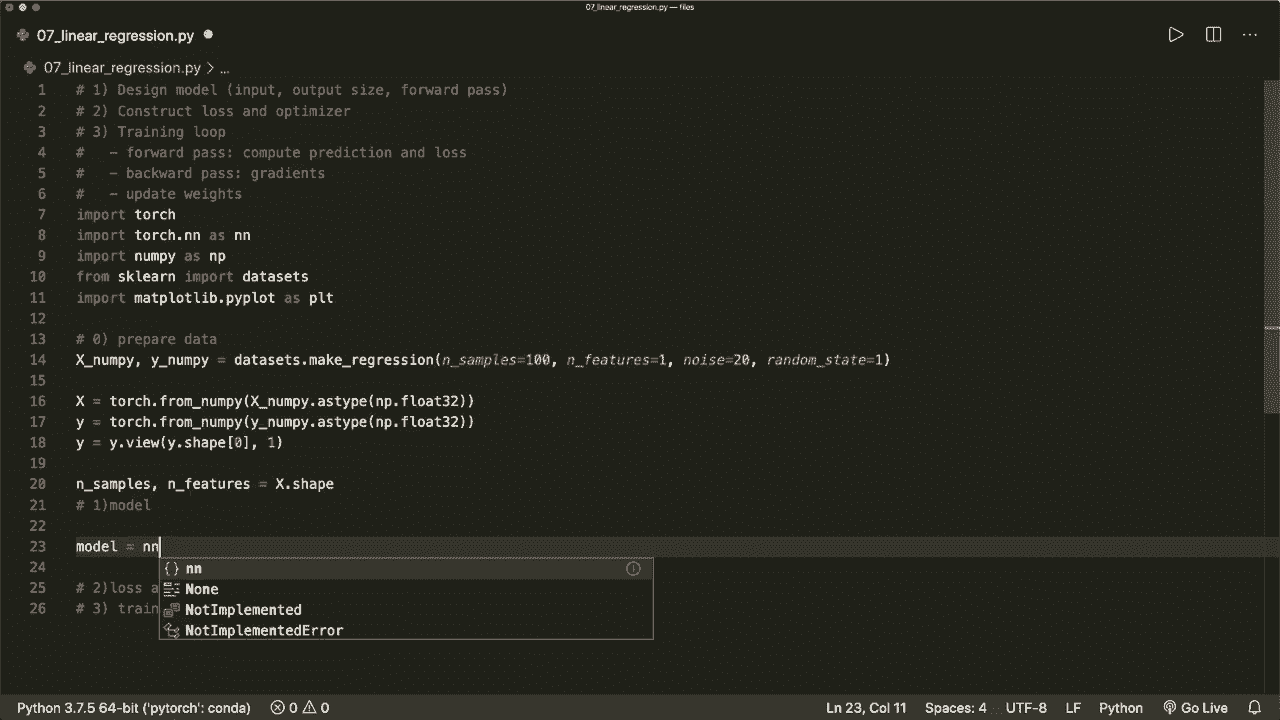 07_linear_regression.py — files
07_linear_regression.py
07_linear_regression.py > ...
1 # 1) Design model (input, output size, forward pass)
2 # 2) Construct loss and optimizer
3 # 3) Training loop
4 #   - forward pass: compute prediction and loss
5 #   - backward pass: gradients
6 #   - update weights
7 import torch
8 import torch.nn as nn
9 import numpy as np
10 from sklearn import datasets
11 import matplotlib.pyplot as plt
12
13 # 0) prepare data
14 X_numpy, y_numpy = datasets.make_regression(n_samples=100, n_features=1, noise=20, random_state=1)
15
16 X = torch.from_numpy(X_numpy.astype(np.float32))
17 y = torch.from_numpy(y_numpy.astype(np.float32))
18 y = y.view(y.shape[0], 1)
19
20 n_samples, n_features = X.shape
21 # 1)model
22
23 model = nn
24 {} nn
25 # 2)loss a None
26 # 3) train NotImplemented
NotImplementedError
Python 3.7.5 64-bit ('pytorch': conda) 0 0 Ln 23, Col 11 Spaces: 4 UTF-8 LF Python Go Live